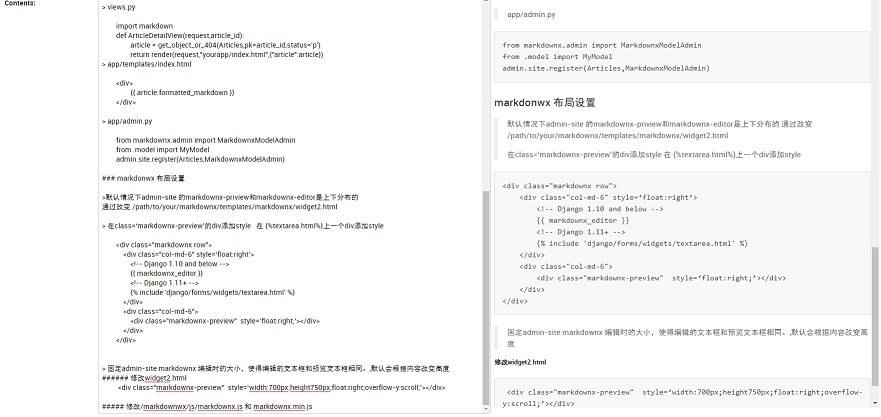 Contents:
> views.py
import markdown
def ArticleDetailView(request,article_id):
article = get_object_or_404(Articles,pk=article_id,status='p')
return render(request,"yourapp/index.html",{"article":article})
> app/templates/index.html
<div>
{{ article.formatted_markdown }}
</div>
> app/admin.py
from markdownx.admin import MarkdownxModelAdmin
from .model import MyModel
admin.site.register(Articles,MarkdownxModelAdmin)
### markdonwx 布局设置
>默认情况下admin-site 的markdownx-priview和markdownx-editor是上下分布的
通过改变 /path/to/your/markdownx/templates/markdownx/widget2.html
> 在class='markdownx-preview'的div添加style 在 {%textarea.html%}上一个div添加style
<div class="markdownx row">
<div class="col-md-6" style='float:right'>
<!-- Django 1.10 and below -->
{{ markdownx_editor }}
<!-- Django 1.11+ -->
{% include 'django/forms/widgets/textarea.html' %}
</div>
<div class="col-md-6">
<div class="markdownx-preview" style='float:right;'></div>
</div>
</div>
> 固定admin-site markdownx 编辑时的大小，使得编辑的文本框和预览文本框相同。,默认会根据内容改变高度
###### 修改widget2.html
<div class="markdownx-preview" style='width:700px;height750px;float:right;overflow-y:scroll;'></div>
##### 修改/markdownwx/js/markdownx.js 和 markdownx.min.js
app/admin.py
from markdownx.admin import MarkdownxModelAdmin
from .model import MyModel
admin.site.register(Articles,MarkdownxModelAdmin)
markdonwx 布局设置
默认情况下admin-site 的markdownx-priview和markdownx-editor是上下分布的 通过改变
/path/to/your/markdownx/templates/markdownx/widget2.html
在class='markdownx-preview'的div添加style 在 {%textarea.html%}上一个div添加style
<div class="markdownx row">
<div class="col-md-6" style='float:right'>
<!-- Django 1.10 and below -->
{{ markdownx_editor }}
<!-- Django 1.11+ -->
{% include 'django/forms/widgets/textarea.html' %}
</div>
<div class="col-md-6">
<div class="markdownx-preview" style='float:right;'></div>
</div>
</div>
固定admin-site markdownx 编辑时的大小，使得编辑的文本框和预览文本框相同。,默认会根据内容改变高
度
修改widget2.html
<div class="markdownx-preview" style='width:700px;height750px;float:right;overflow-
y:scroll;'></div>